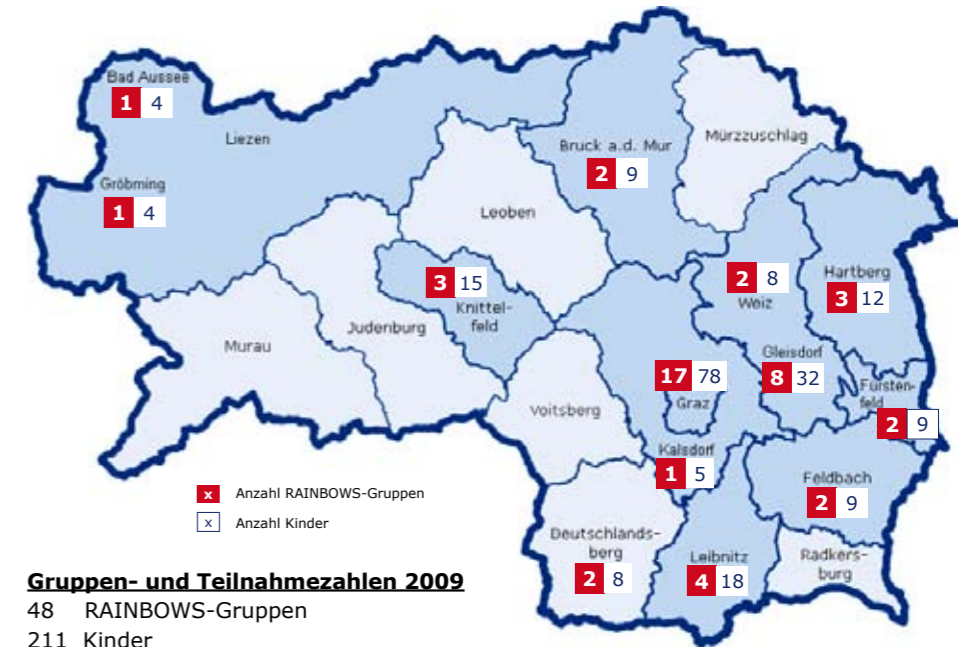 Bad Aussee
1 4
Liezen
Gröbming
1 4
Bruck a.d. Mur
2 9
Mürzzuschlag
Leoben
3 15
Knittel-
feld
Judenburg
Murau
2 8
Weiz
Hartberg
3 12
Gleisdorf
8 32
Fürsten-
feld
2 9
17 78
Graz
Voitsberg
Kalsdorf
1 5
Feldbach
2 9
Deutschlands-
berg
2 8
Leibnitz
4 18
Radkers-
burg
x Anzahl RAINBOWS-Gruppen
x Anzahl Kinder
Gruppen- und Teilnahmezahlen 2009
48 RAINBOWS-Gruppen
211 Kinder